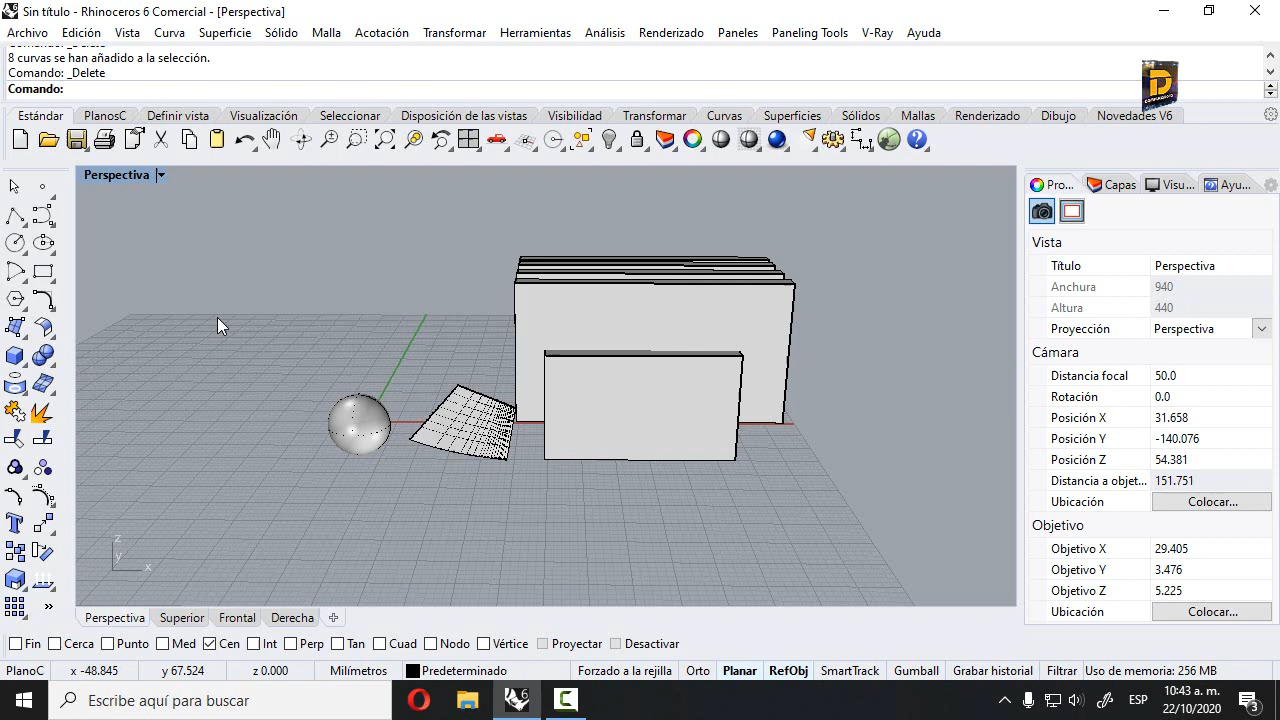 Sin título - Rhinoceros 6 Comercial - [Perspectiva]
Archivo Edición Vista Curva Superficie Sólido Malla Acotación Transformar Herramientas Análisis Renderizado Paneles Paneling Tools V-Ray Ayuda
8 curvas se han añadido a la selección.
Comando: _Delete
Comando:
Estándar PlanosC Definir vista Visualización Seleccionar Disposición de las vistas Visibilidad Transformar Curvas Superficies Sólidos Mallas Renderizado Dibujo Novedades V6
Perspectiva
Pro... Capas Visu... Ayu...
Vista
Título Perspectiva
Anchura 940
Altura 440
Proyección Perspectiva
Cámara
Distancia focal 50.0
Rotación 0.0
Posición X 31.658
Posición Y -140.076
Posición Z 54.381
Distancia a objet... 151.751
Ubicación Colocar...
Objetivo
Objetivo X 29.405
Objetivo Y 3.476
Objetivo Z 5.225
Ubicación Colocar...
z
y
x
Perspectiva Superior Frontal Derecha
Fin Cerca Punto Med Cen Int Perp Tan Cuad Nodo Vértice Proyectar Desactivar
PlanoC x -48.845 y 67.524 z 0.000 Milímetros Predeterminado Forzado a la rejilla Orto Planar RefObj SmartTrack Gumball Grabar historial Filtrar Uso de memoria: 256 MB
Escribe aquí para buscar
ESP
10:43 a. m.
22/10/2020
3